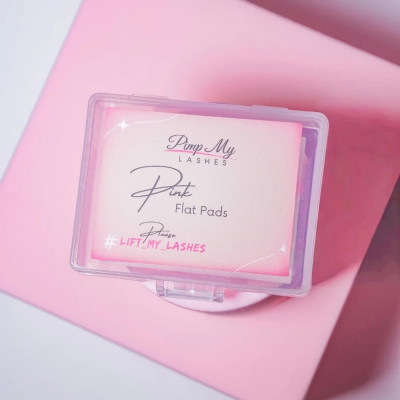 Pimp My
LASHES
Pink
Flat Pads
Please
#LIFT_MY_LASHES